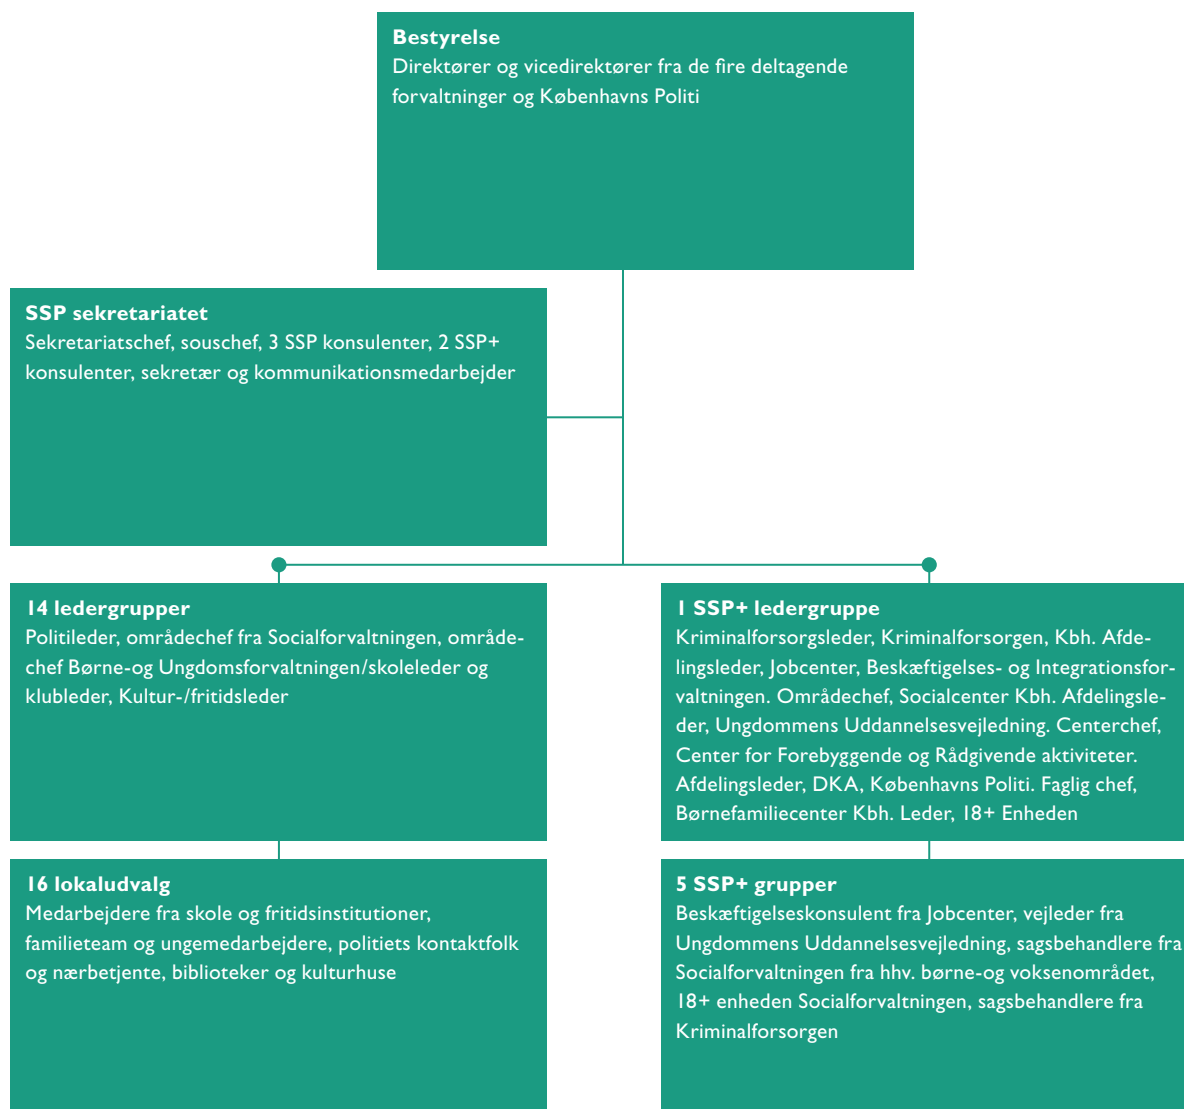 Bestyrelse
Direktører og vicedirektører fra de fire deltagende
forvaltninger og Københavns Politi
SSP sekretariatet
Sekretariatschef, souschef, 3 SSP konsulenter, 2 SSP+
konsulenter, sekretær og kommunikationsmedarbejder
14 ledergrupper
Politileder, områdechef fra Socialforvaltningen, område-
chef Børne-og Ungdomsforvaltningen/skoleleder og
klubleder, Kultur-/fritidsleder
1 SSP+ ledergruppe
Kriminalforsorgsleder, Kriminalforsorgen, Kbh. Afde-
lingsleder, Jobcenter, Beskæftigelses- og Integrationsfor-
valtningen. Områdechef, Socialcenter Kbh. Afdelingsle-
der, Ungdommens Uddannelsesvejledning. Centerchef,
Center for Forebyggende og Rådgivende aktiviteter.
Afdelingsleder, DKA, Københavns Politi. Faglig chef,
Børnefamiliecenter Kbh. Leder, 18+ Enheden
16 lokaludvalg
Medarbejdere fra skole og fritidsinstitutioner,
familieteam og ungemedarbejdere, politiets kontaktfolk
og nærbetjente, biblioteker og kulturhuse
5 SSP+ grupper
Beskæftigelseskonsulent fra Jobcenter, vejleder fra
Ungdommens Uddannelsesvejledning, sagsbehandlere fra
Socialforvaltningen fra hhv. børne-og voksenområdet,
18+ enheden Socialforvaltningen, sagsbehandlere fra
Kriminalforsorgen